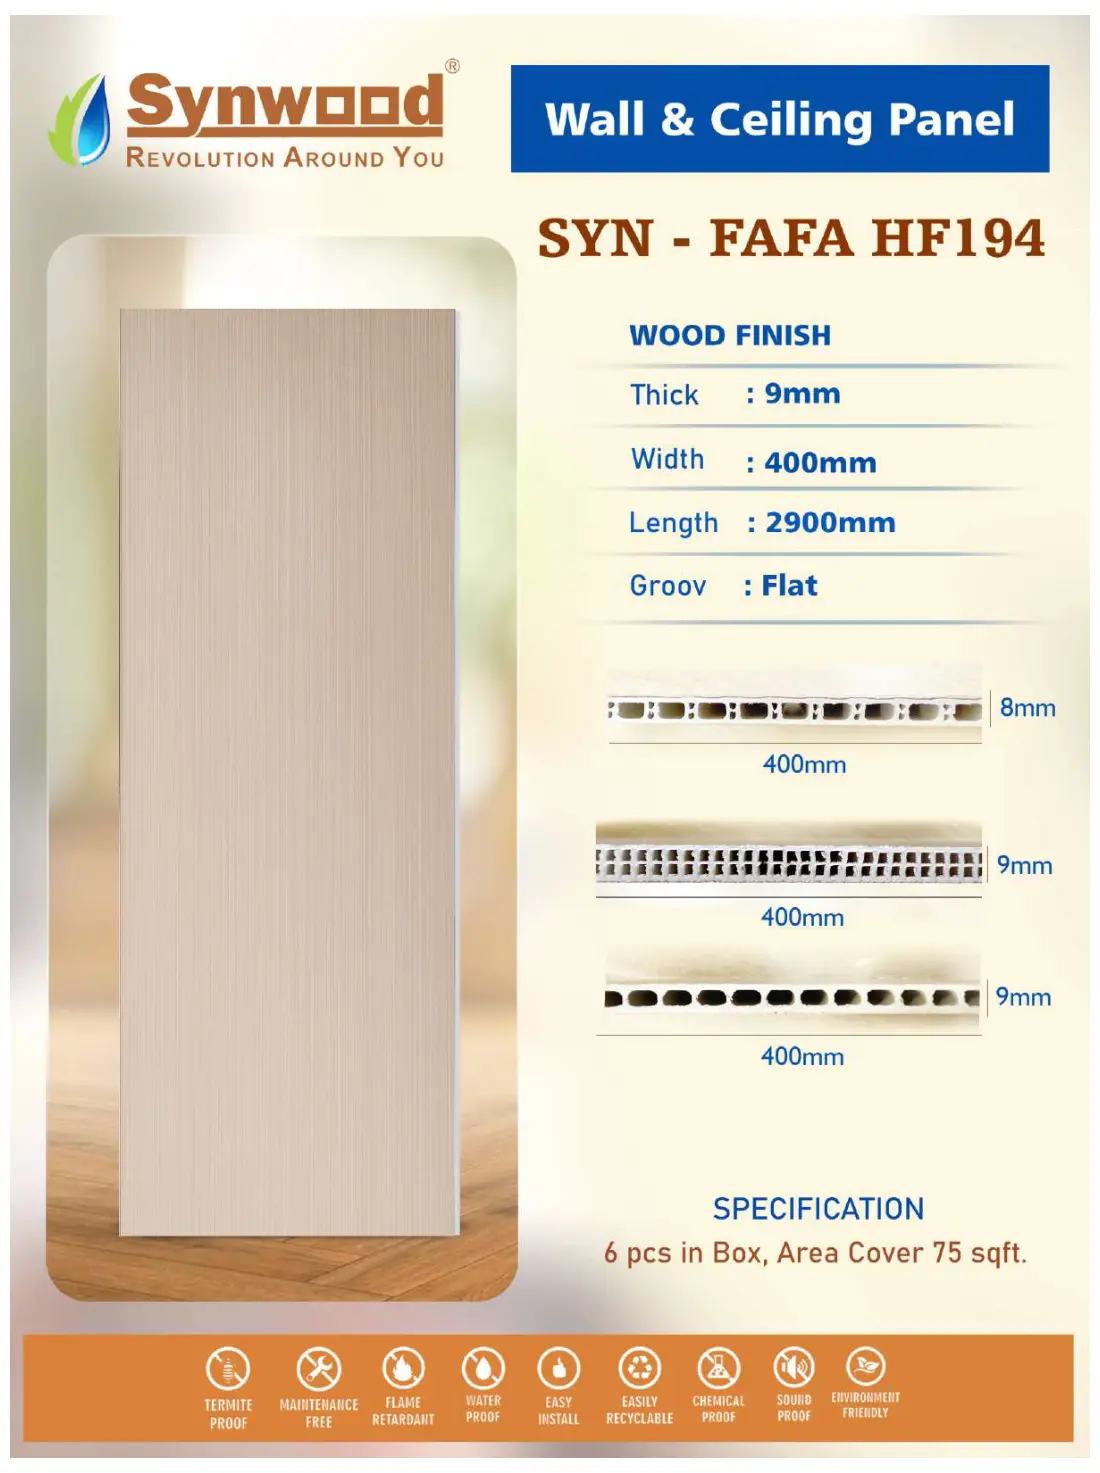 Synwood®
REVOLUTION AROUND YOU
Wall & Ceiling Panel
SYN - FAFA HF194
WOOD FINISH
Thick : 9mm
Width : 400mm
Length : 2900mm
Groov : Flat
8mm
400mm
9mm
400mm
9mm
400mm
SPECIFICATION
6 pcs in Box, Area Cover 75 sqft.
TERMITE
PROOF
MAINTENANCE
FREE
FLAME
RETARDANT
WATER
PROOF
EASY
INSTALL
EASILY
RECYCLABLE
CHEMICAL
PROOF
SOUND
PROOF
ENVIRONMENT
FRIENDLY